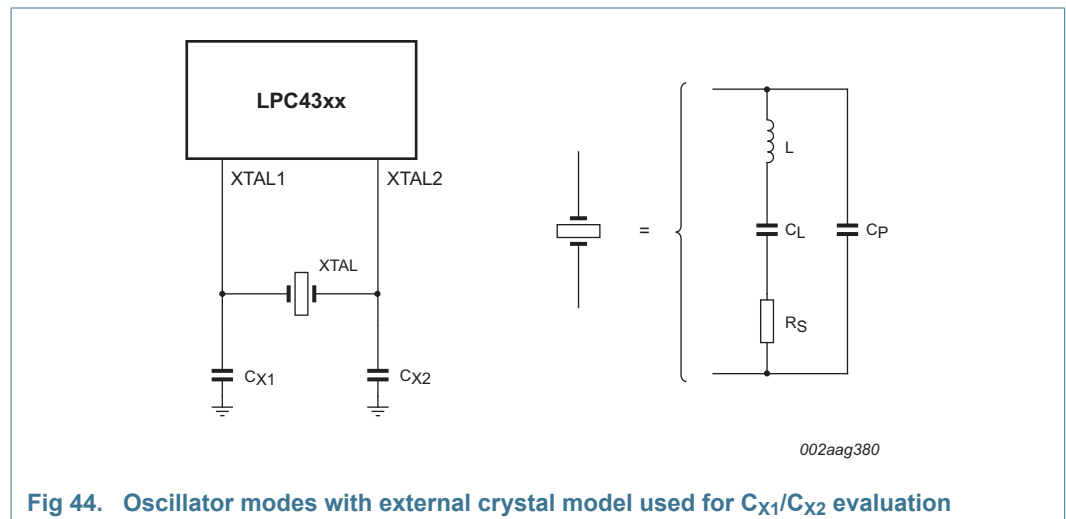 LPC43xx
XTAL1
XTAL2
XTAL
CX1
CX2
=
L
CL
CP
RS
002aag380
Fig 44. Oscillator modes with external crystal model used for CX1/CX2 evaluation